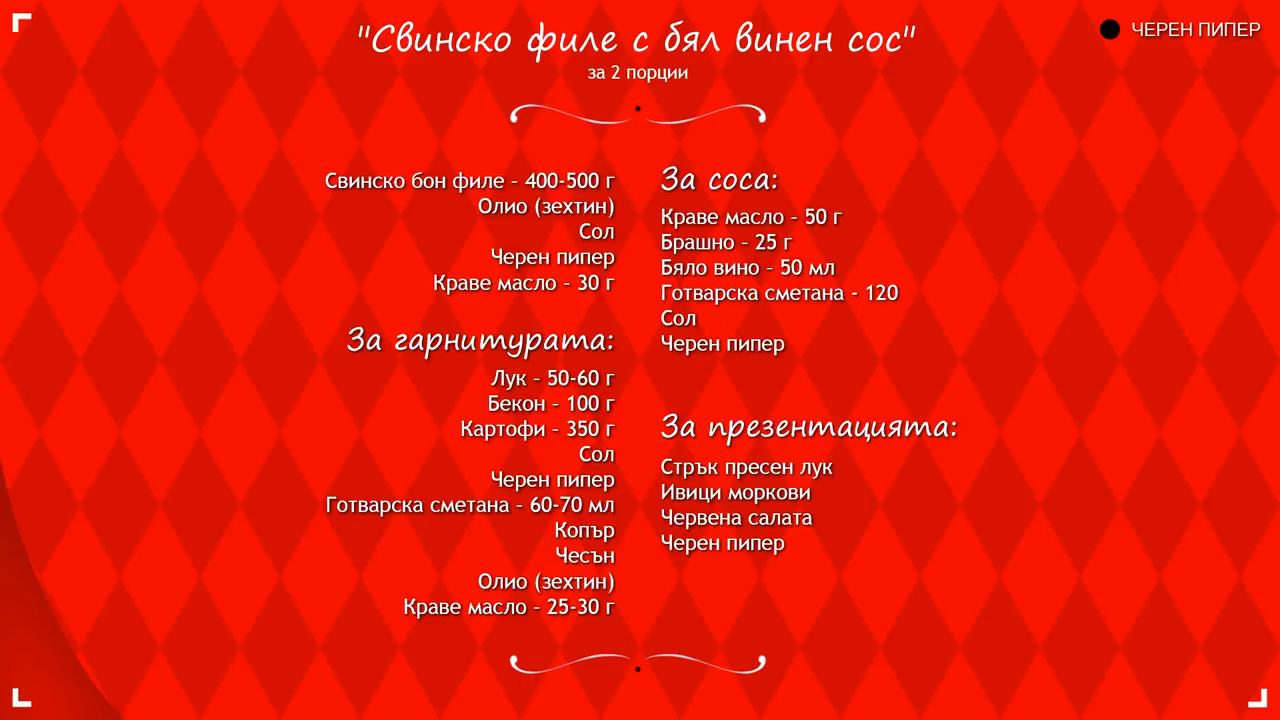 "Свинско филе с бял винен сос"
за 2 порции
ЧЕРЕН ПИПЕР
Свинско бон филе - 400-500 г
Олио (зехтин)
Сол
Черен пипер
Краве масло - 30 г
За гарнитурата:
Лук - 50-60 г
Бекон - 100 г
Картофи - 350 г
Сол
Черен пипер
Готварска сметана - 60-70 мл
Копър
Чесън
Олио (зехтин)
Краве масло - 25-30 г
За соса:
Краве масло - 50 г
Брашно - 25 г
Бяло вино - 50 мл
Готварска сметана - 120
Сол
Черен пипер
За презентацията:
Стрък пресен лук
Ивици моркови
Червена салата
Черен пипер